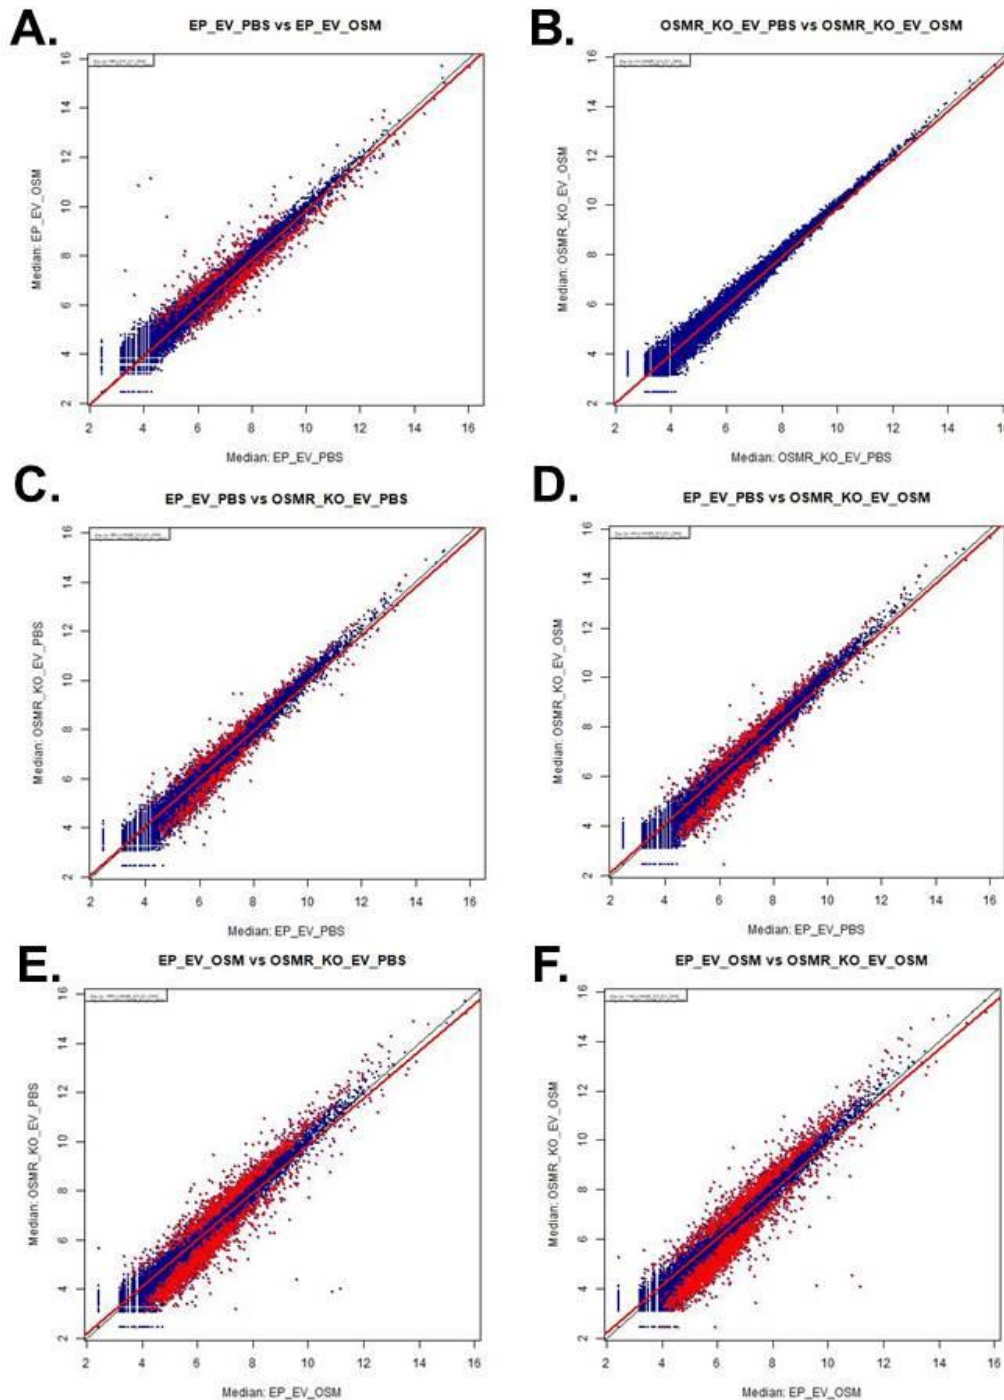 A.
EP_EV_PBS vs EP_EV_OSM
16
14
12
10
8
6
4
2
Median: EP_EV_OSM
2 4 6 8 10 12 14 16
Median: EP_EV_PBS
B.
OSMR_KO_EV_PBS vs OSMR_KO_EV_OSM
16
14
12
10
8
6
4
2
Median: OSMR_KO_EV_OSM
2 4 6 8 10 12 14 16
Median: OSMR_KO_EV_PBS
C.
EP_EV_PBS vs OSMR_KO_EV_PBS
16
14
12
10
8
6
4
2
Median: OSMR_KO_EV_PBS
2 4 6 8 10 12 14 16
Median: EP_EV_PBS
D.
EP_EV_PBS vs OSMR_KO_EV_OSM
16
14
12
10
8
6
4
2
Median: OSMR_KO_EV_OSM
2 4 6 8 10 12 14 16
Median: EP_EV_PBS
E.
EP_EV_OSM vs OSMR_KO_EV_PBS
16
14
12
10
8
6
4
2
Median: OSMR_KO_EV_PBS
2 4 6 8 10 12 14 16
Median: EP_EV_OSM
F.
EP_EV_OSM vs OSMR_KO_EV_OSM
16
14
12
10
8
6
4
2
Median: OSMR_KO_EV_OSM
2 4 6 8 10 12 14 16
Median: EP_EV_OSM